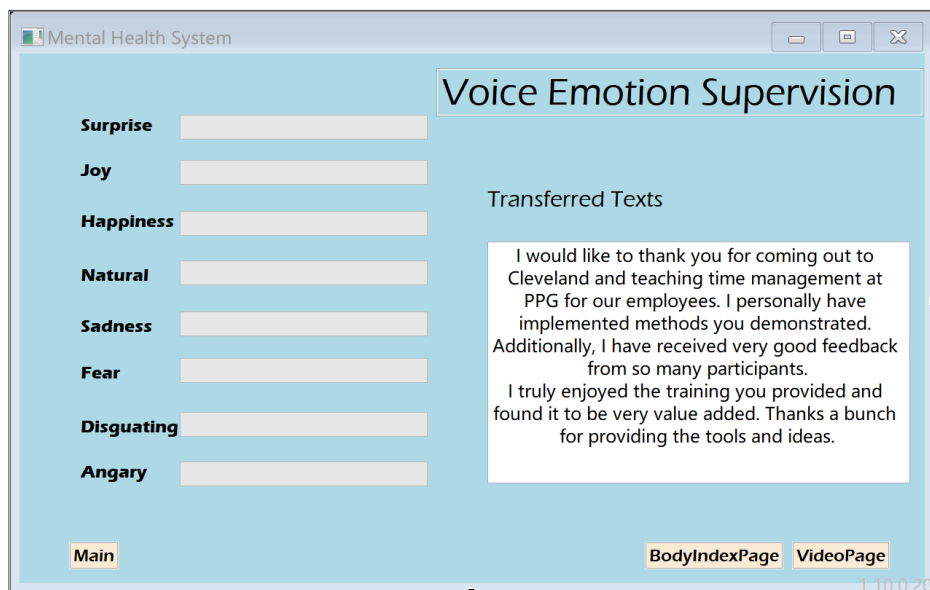 Mental Health System
Voice Emotion Supervision
Surprise
Joy
Happiness
Natural
Sadness
Fear
Disguating
Angary
Transferred Texts
I would like to thank you for coming out to
Cleveland and teaching time management at
PPG for our employees. I personally have
implemented methods you demonstrated.
Additionally, I have received very good feedback
from so many participants.
I truly enjoyed the training you provided and
found it to be very value added. Thanks a bunch
for providing the tools and ideas.
Main
BodyIndexPage
VideoPage
1.10.0.20